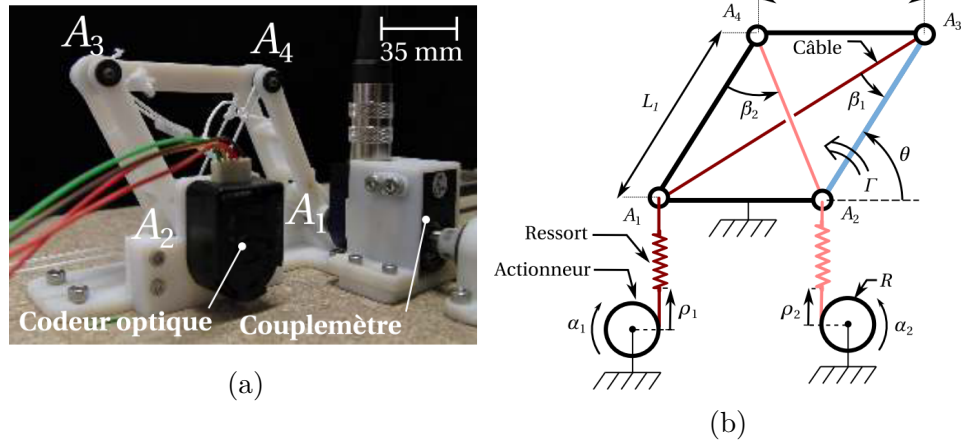 A₃
A₄
35 mm
A₂
A₁
Codeur optique
Couplemètre
(a)
A₄
A₃
Câble
L₁
β₂
β₁
θ
Γ
A₁
A₂
Ressort
Actionneur
R
ρ₁
ρ₂
α₁
α₂
(b)